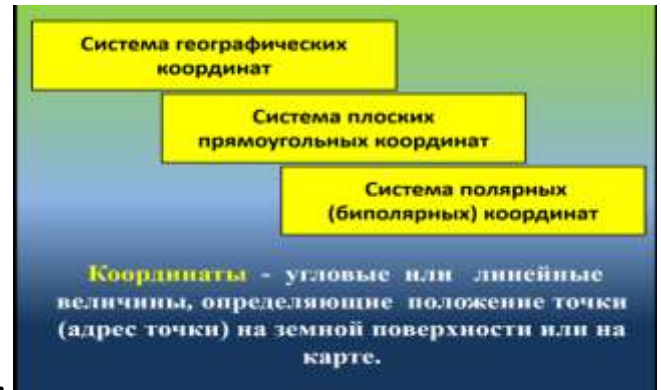 Система географических
координат
Система плоских
прямоугольных координат
Система полярных
(биполярных) координат
Координаты - угловые или линейные
величины, определяющие положение точки
(адрес точки) на земной поверхности или на
карте.